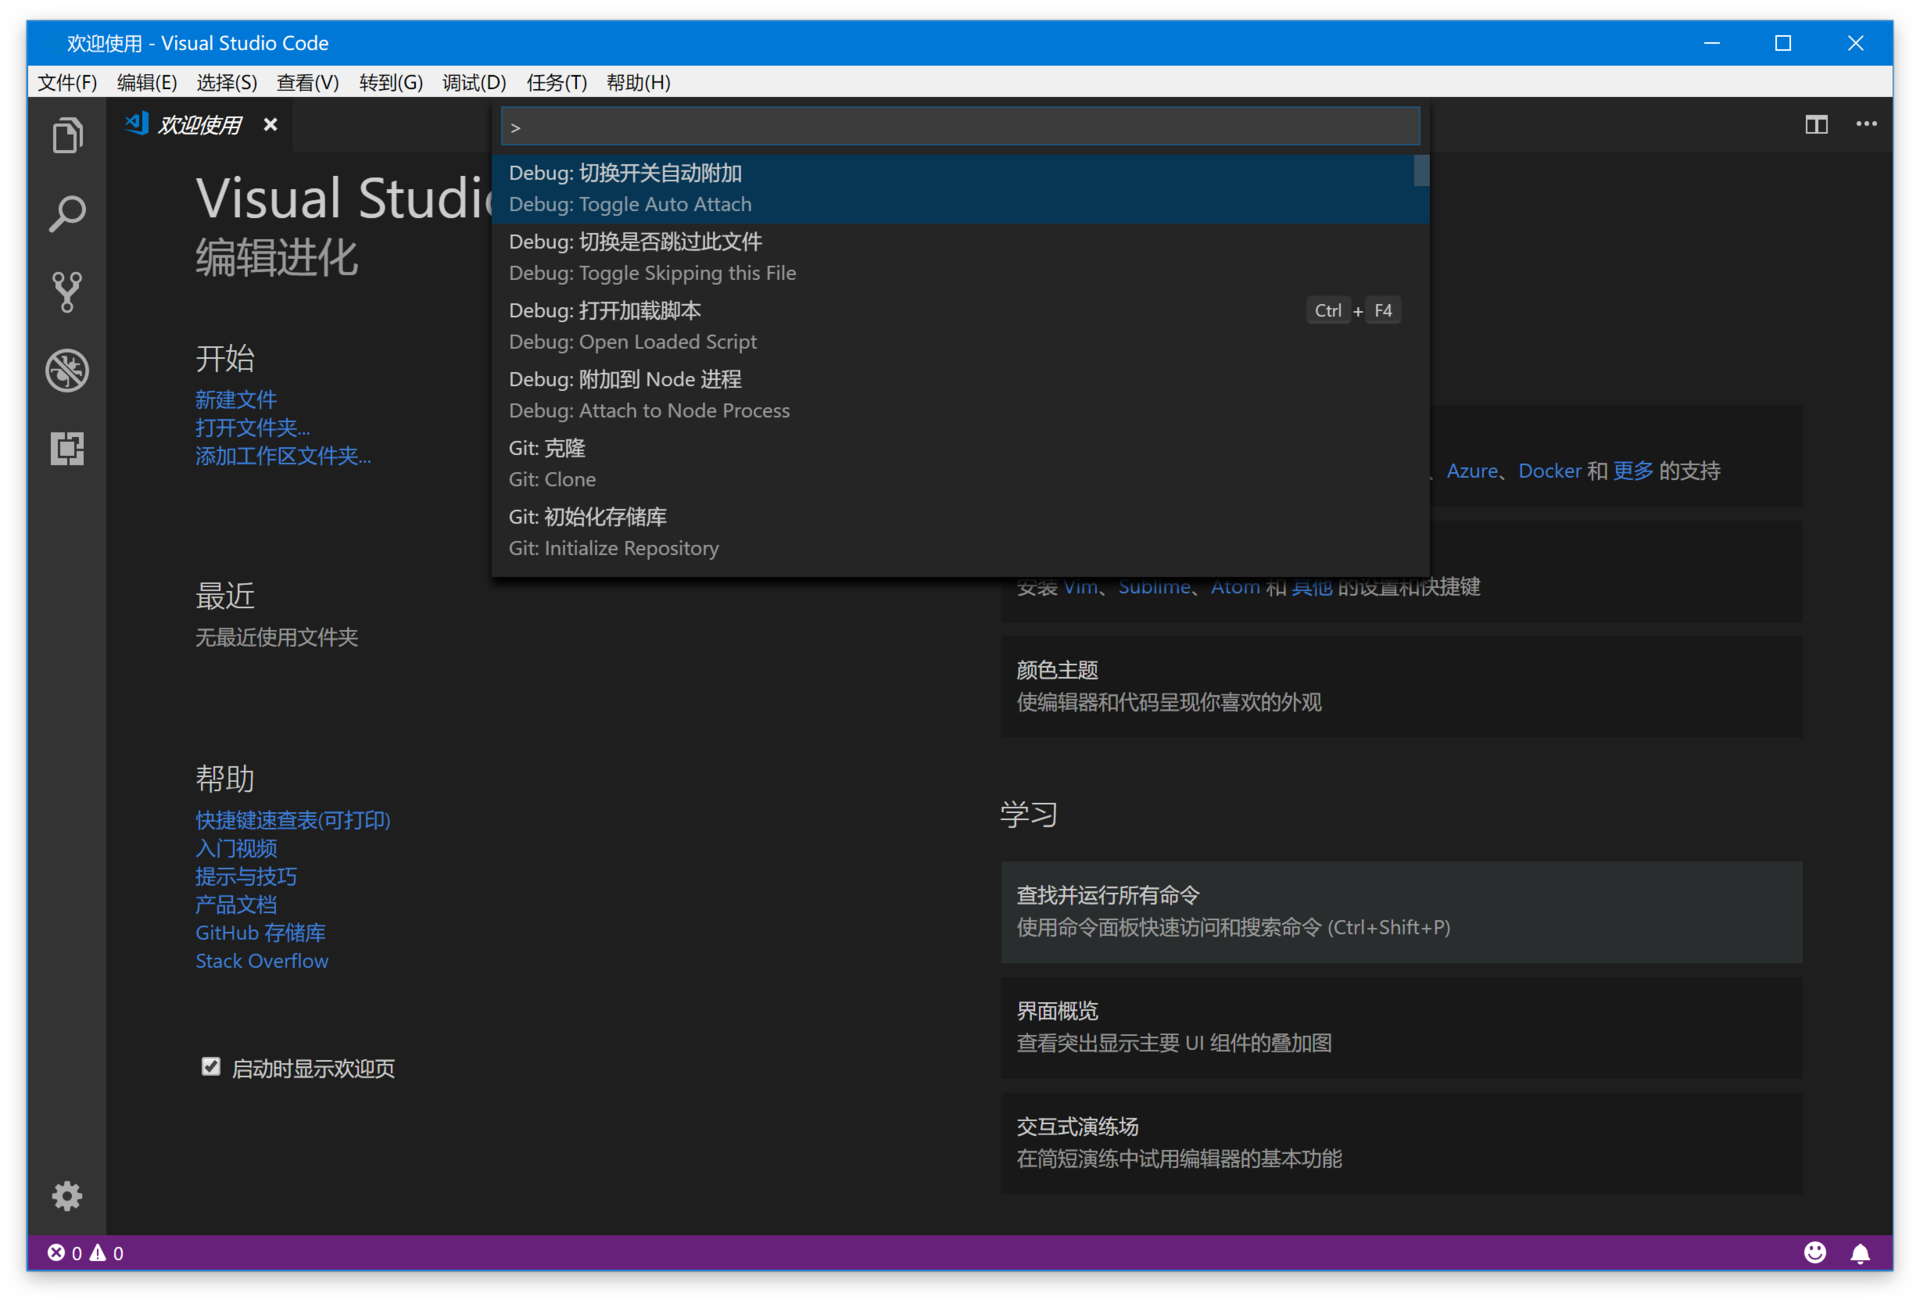 欢迎使用 - Visual Studio Code
文件(F) 编辑(E) 选择(S) 查看(V) 转到(G) 调试(D) 任务(T) 帮助(H)
欢迎使用
>
Debug: 切换开关自动附加
Debug: Toggle Auto Attach
Debug: 切换是否跳过此文件
Debug: Toggle Skipping this File
Debug: 打开加载脚本 Ctrl + F4
Debug: Open Loaded Script
Debug: 附加到 Node 进程
Debug: Attach to Node Process
Git: 克隆
Git: Clone
Git: 初始化存储库
Git: Initialize Repository
Visual Studio
编辑进化
开始
新建文件
打开文件夹...
添加工作区文件夹...
最近
无最近使用文件夹
帮助
快捷键速查表(可打印)
入门视频
提示与技巧
产品文档
GitHub 存储库
Stack Overflow
启动时显示欢迎页
、Azure、Docker 和 更多 的支持
安装 Vim、Sublime、Atom 和 其他 的设置和快捷键
颜色主题
使编辑器和代码呈现你喜欢的外观
学习
查找并运行所有命令
使用命令面板快速访问和搜索命令 (Ctrl+Shift+P)
界面概览
查看突出显示主要 UI 组件的叠加图
交互式演练场
在简短演练中试用编辑器的基本功能
0 0